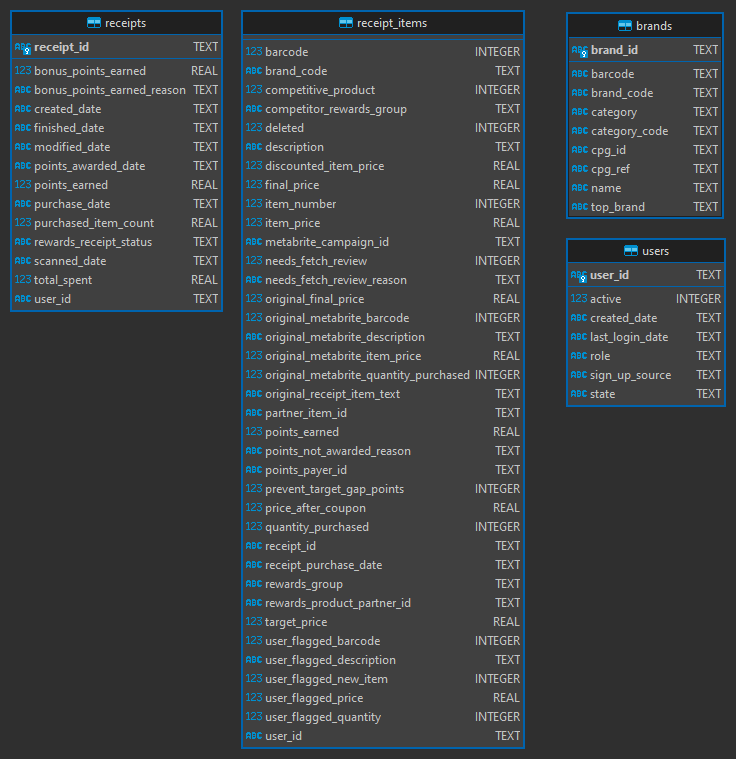 receipts
ABC receipt_id TEXT
123 bonus_points_earned REAL
ABC bonus_points_earned_reason TEXT
ABC created_date TEXT
ABC finished_date TEXT
ABC modified_date TEXT
ABC points_awarded_date TEXT
123 points_earned REAL
ABC purchase_date TEXT
123 purchased_item_count REAL
ABC rewards_receipt_status TEXT
ABC scanned_date TEXT
123 total_spent REAL
ABC user_id TEXT
receipt_items
123 barcode INTEGER
ABC brand_code TEXT
123 competitive_product INTEGER
ABC competitor_rewards_group TEXT
123 deleted INTEGER
ABC description TEXT
123 discounted_item_price REAL
123 final_price REAL
123 item_number INTEGER
123 item_price REAL
ABC metabrite_campaign_id TEXT
123 needs_fetch_review INTEGER
ABC needs_fetch_review_reason TEXT
123 original_final_price REAL
123 original_metabrite_barcode INTEGER
ABC original_metabrite_description TEXT
123 original_metabrite_item_price REAL
123 original_metabrite_quantity_purchased INTEGER
ABC original_receipt_item_text TEXT
ABC partner_item_id TEXT
123 points_earned REAL
ABC points_not_awarded_reason TEXT
ABC points_payer_id TEXT
123 prevent_target_gap_points INTEGER
123 price_after_coupon REAL
123 quantity_purchased INTEGER
ABC receipt_id TEXT
ABC receipt_purchase_date TEXT
ABC rewards_group TEXT
ABC rewards_product_partner_id TEXT
123 target_price REAL
123 user_flagged_barcode INTEGER
ABC user_flagged_description TEXT
123 user_flagged_new_item INTEGER
123 user_flagged_price REAL
123 user_flagged_quantity INTEGER
ABC user_id TEXT
brands
ABC brand_id TEXT
ABC barcode TEXT
ABC brand_code TEXT
ABC category TEXT
ABC category_code TEXT
ABC cpg_id TEXT
ABC cpg_ref TEXT
ABC name TEXT
ABC top_brand TEXT
users
ABC user_id TEXT
123 active INTEGER
ABC created_date TEXT
ABC last_login_date TEXT
ABC role TEXT
ABC sign_up_source TEXT
ABC state TEXT